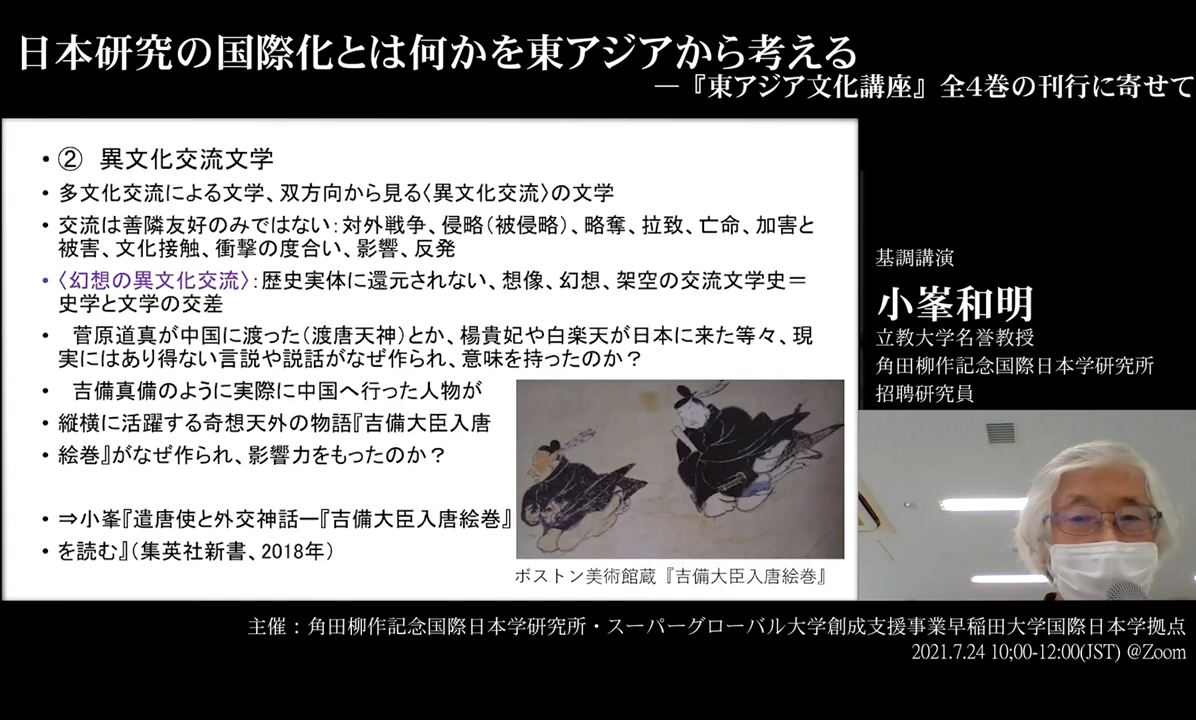 日本研究の国際化とは何かを東アジアから考える
―『東アジア文化講座』全4巻の刊行に寄せて
• ② 異文化交流文学
• 多文化交流による文学、双方向から見る〈異文化交流〉の文学
• 交流は善隣友好のみではない：対外戦争、侵略（被侵略）、略奪、拉致、亡命、加害と
被害、文化接触、衝撃の度合い、影響、反発
• 〈幻想の異文化交流〉：歴史実体に還元されない、想像、幻想、架空の交流文学史＝
史学と文学の交差
• 菅原道真が中国に渡った（渡唐天神）とか、楊貴妃や白楽天が日本に来た等々、現
実にはあり得ない言説や説話がなぜ作られ、意味を持ったのか？
• 吉備真備のように実際に中国へ行った人物が
• 縦横に活躍する奇想天外の物語『吉備大臣入唐
• 絵巻』がなぜ作られ、影響力をもったのか？
• ⇒小峯『遣唐使と外交神話―『吉備大臣入唐絵巻』
• を読む』（集英社新書、2018年）
ボストン美術館蔵『吉備大臣入唐絵巻』
基調講演
小峯和明
立教大学名誉教授
角田柳作記念国際日本学研究所
招聘研究員
主催：角田柳作記念国際日本学研究所・スーパーグローバル大学創成支援事業早稲田大学国際日本学拠点
2021.7.24 10;00-12:00(JST) @Zoom